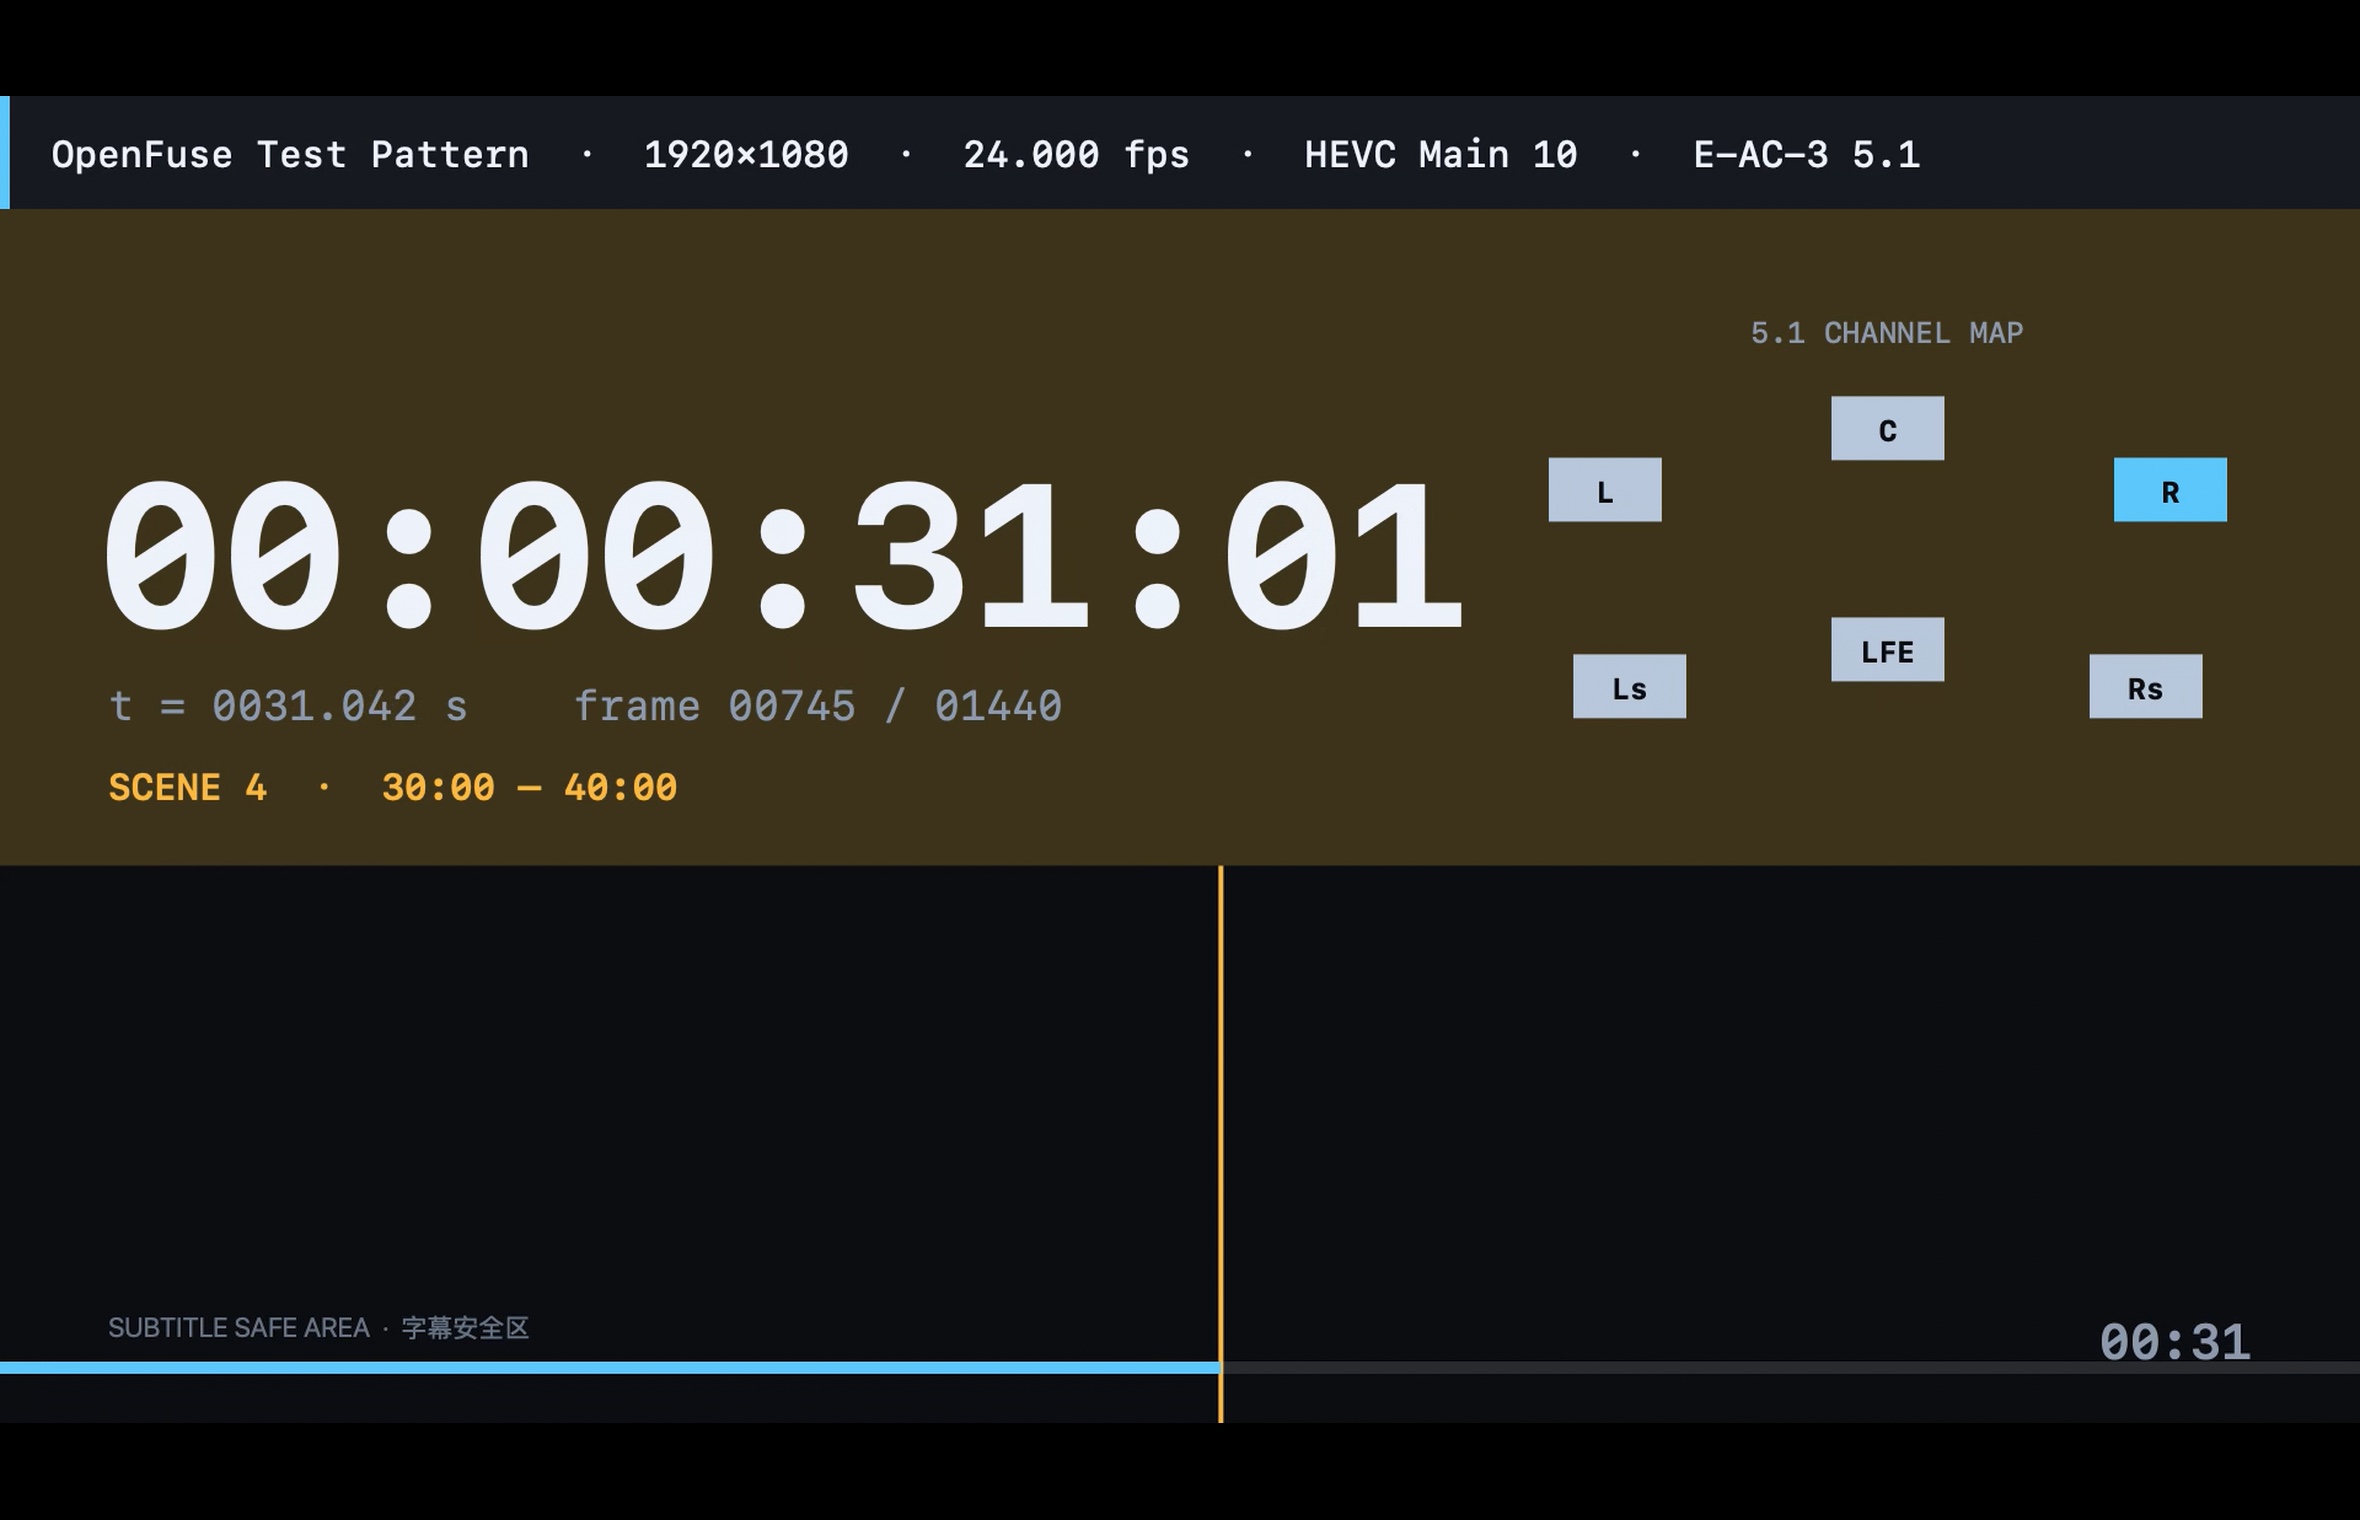 OpenFuse Test Pattern · 1920×1080 · 24.000 fps · HEVC Main 10 · E–AC–3 5.1
5.1 CHANNEL MAP
C
L
R
00:00:31:01
LFE
Ls
Rs
t = 0031.042 s frame 00745 / 01440
SCENE 4 · 30:00 — 40:00
SUBTITLE SAFE AREA · 字幕安全区
00:31